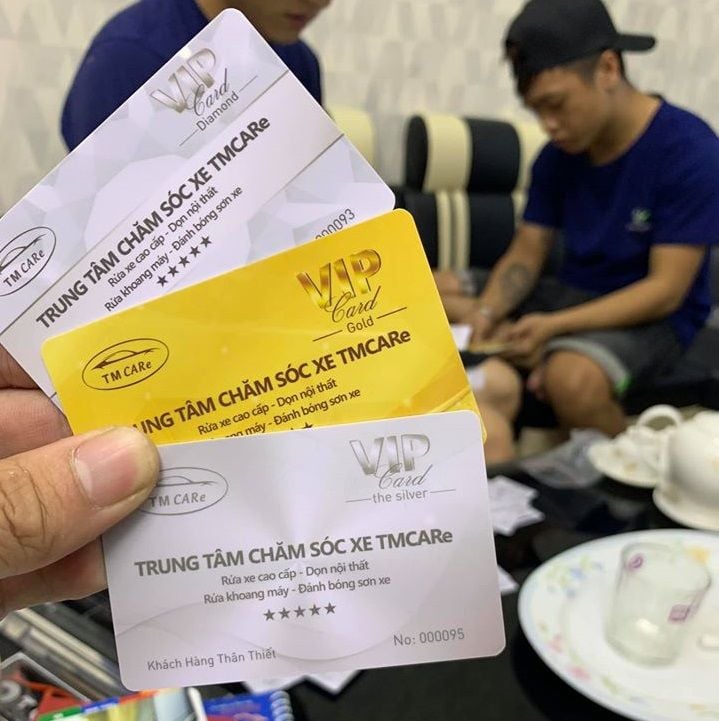 VIP
Card
Diamond
TM CARe
TRUNG TÂM CHĂM SÓC XE TMCARe
Rửa xe cao cấp - Dọn nội thất
Rửa khoang máy - Đánh bóng sơn xe
000093
VIP
Card
Gold
TM CARe
TÂM CHĂM SÓC XE TMCARe
Rửa xe cao cấp - Dọn nội thất
máy - Đánh bóng sơn xe
VIP
Card
the silver
TM CARe
TRUNG TÂM CHĂM SÓC XE TMCARe
Rửa xe cao cấp - Dọn nội thất
Rửa khoang máy - Đánh bóng sơn xe
No: 000095
Khách Hàng Thân Thiết